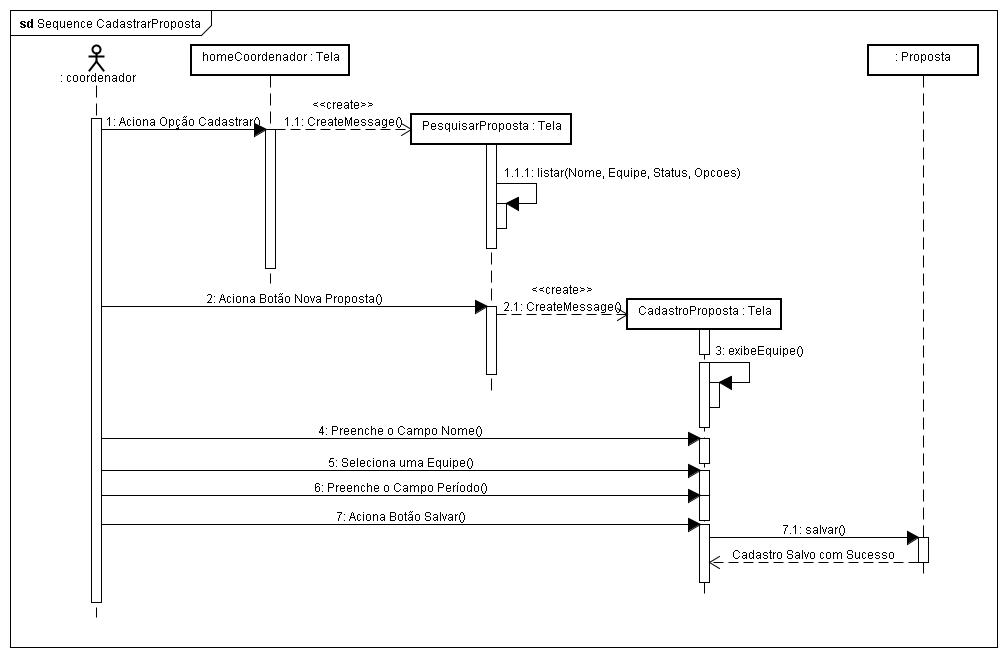 sd Sequence CadastrarProposta
: coordenador
homeCoordenador : Tela
: Proposta
<<create>>
1: Aciona Opção Cadastrar()
1.1: CreateMessage()
PesquisarProposta : Tela
1.1.1: listar(Nome, Equipe, Status, Opcoes)
<<create>>
2: Aciona Botão Nova Proposta()
2.1: CreateMessage()
CadastroProposta : Tela
3: exibeEquipe()
4: Preenche o Campo Nome()
5: Seleciona uma Equipe()
6: Preenche o Campo Período()
7: Aciona Botão Salvar()
7.1: salvar()
Cadastro Salvo com Sucesso